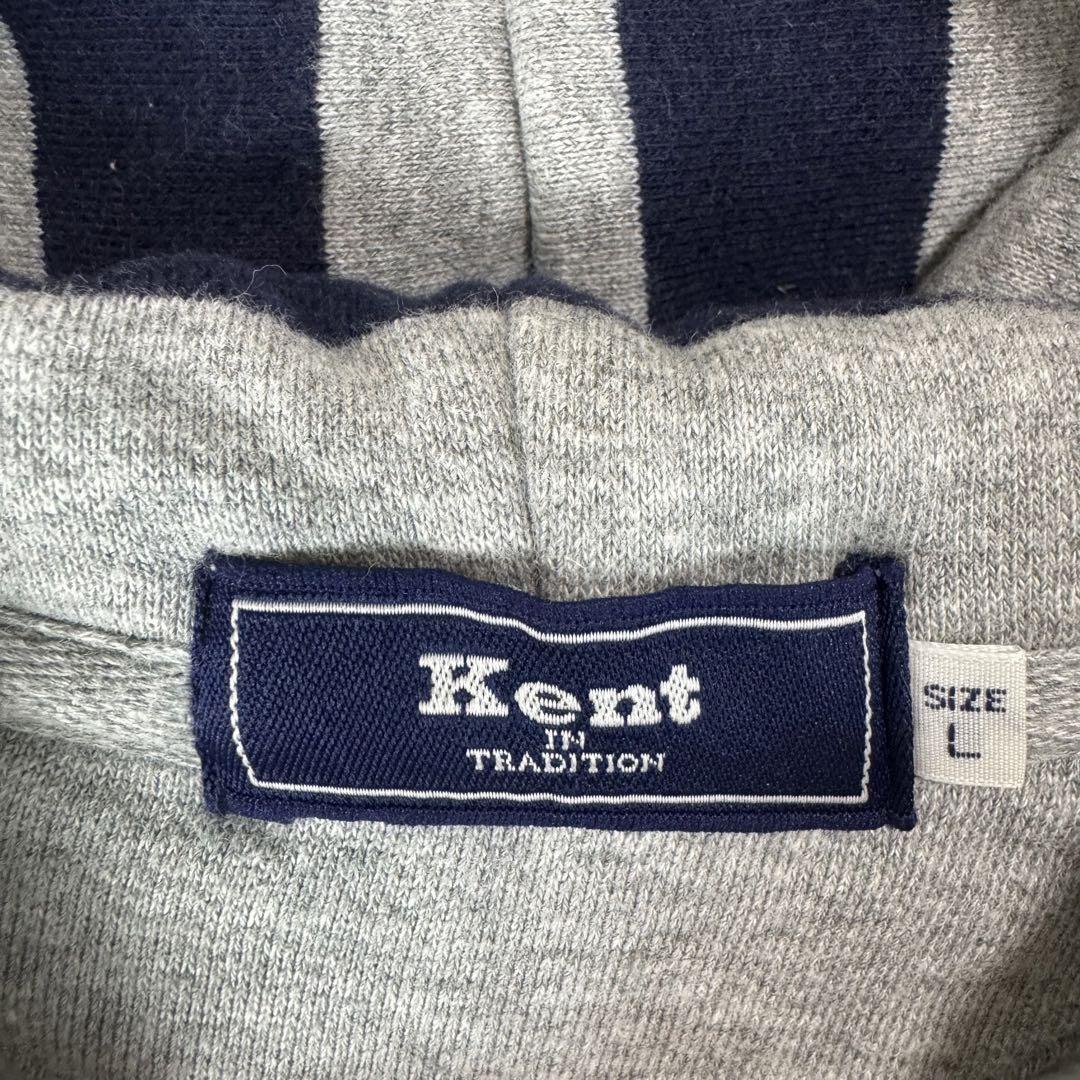 Kent
IN
TRADITION
SIZE
L